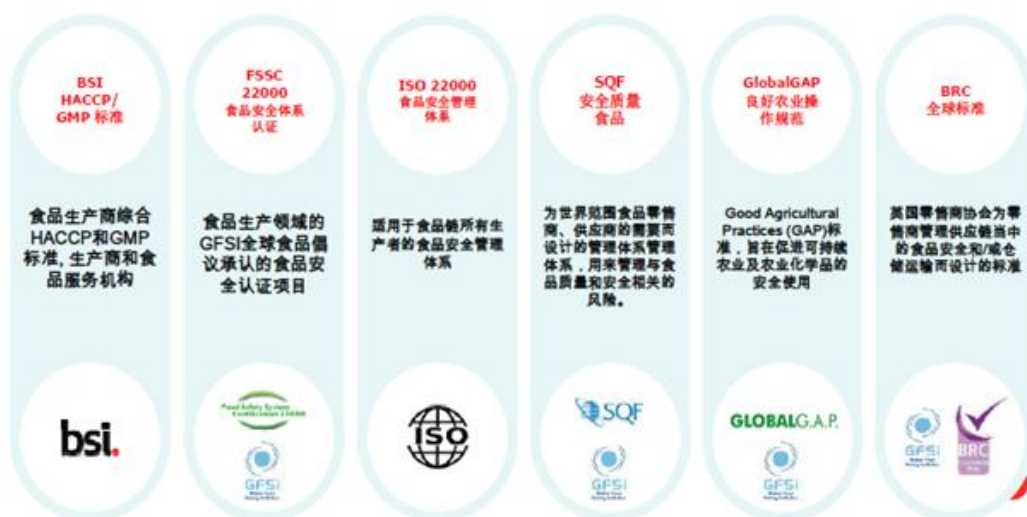 BSI
HACCP/
GMP 标准
FSSC
22000
食品安全体系
认证
ISO 22000
食品安全管理
体系
SQF
安全质量
食品
GlobalGAP
良好农业操
作规范
BRC
全球标准
食品生产商综合
HACCP和GMP
标准, 生产商和食
品服务机构
食品生产领域的
GFSI全球食品倡
议承认的食品安
全认证项目
适用于食品链所有生
产者的食品安全管理
体系
为世界范围食品零售
商、供应商的需要而
设计的管理体系管理
体系，用来管理与食
品质量和安全相关的
风险。
Good Agricultural
Practices (GAP)标
准，旨在促进可持续
农业及农业化学品的
安全使用
英国零售商协会为零
售商管理供应链当中
的食品安全和/或仓
储运输而设计的标准
bsi.
Food Safety System
Certification 22000
GFSi
ISO
SQF
GFSi
GLOBALG.A.P.
GFSi
GFSi
BRC